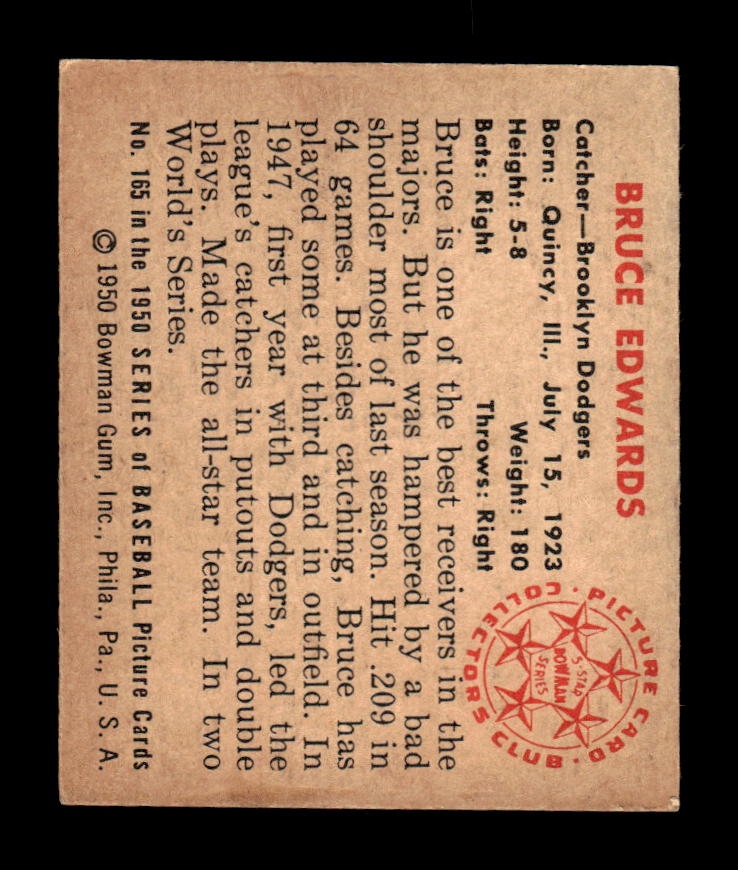 BRUCE EDWARDS
Catcher—Brooklyn Dodgers
Born: Quincy, Ill., July 15, 1923
Height: 5-8 Weight: 180
Bats: Right Throws: Right
PICTURE CARD · COLLECTORS CLUB ·
5-STAR
BOWMAN
SERIES
Bruce is one of the best receivers in the
majors. But he was hampered by a bad
shoulder most of last season. Hit .209 in
64 games. Besides catching, Bruce has
played some at third and in outfield. In
1947, first year with Dodgers, led the
league's catchers in putouts and double
plays. Made the all-star team. In two
World's Series.
No. 165 in the 1950 SERIES of BASEBALL Picture Cards
© 1950 Bowman Gum, Inc., Phila., Pa., U. S. A.